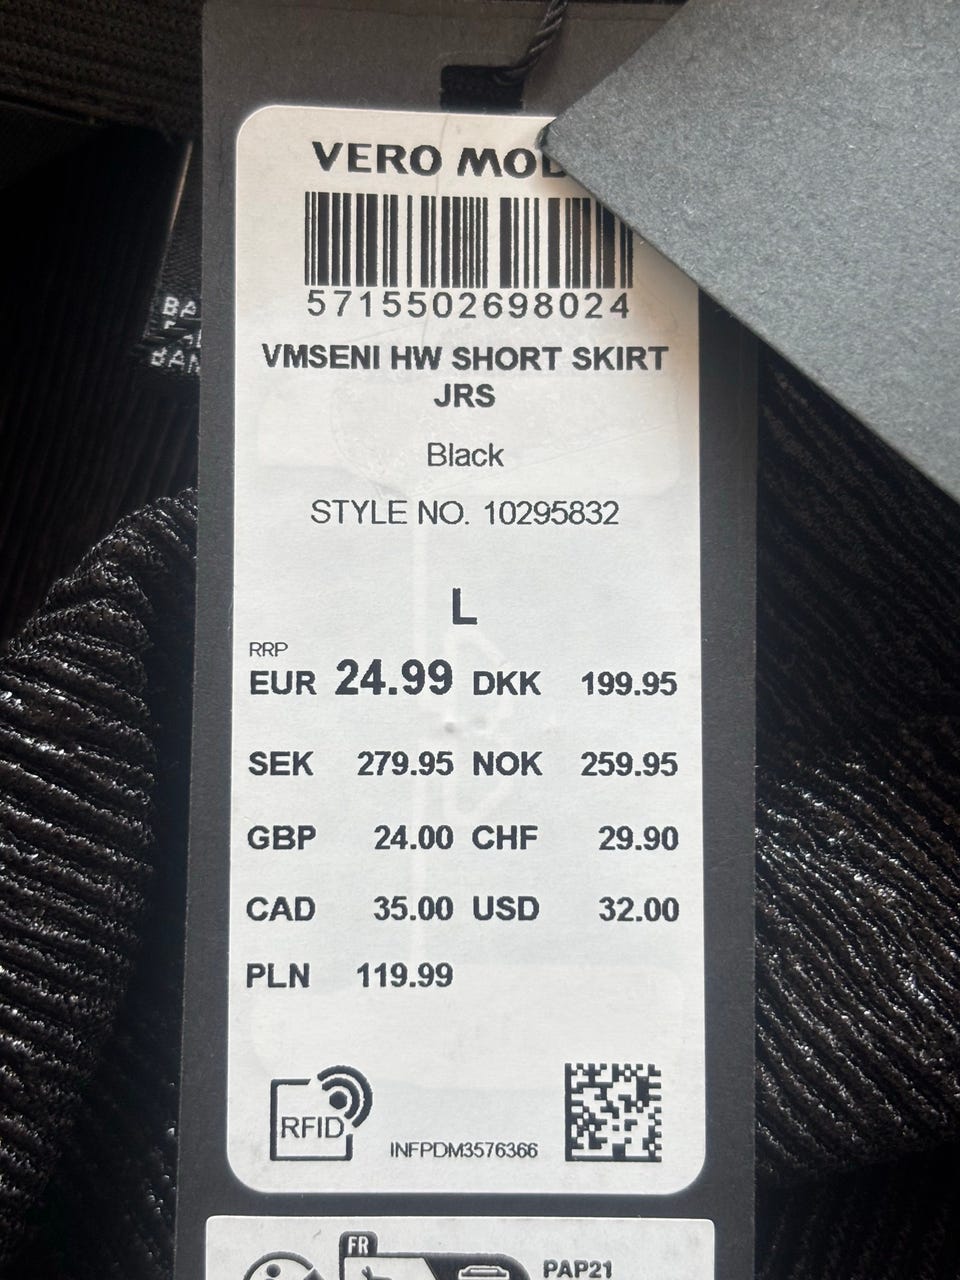 VERO MOD
5715502698024
VMSENI HW SHORT SKIRT
JRS
Black
STYLE NO. 10295832
L
RRP
EUR 24.99 DKK 199.95
SEK 279.95 NOK 259.95
GBP 24.00 CHF 29.90
CAD 35.00 USD 32.00
PLN 119.99
RFID
INFPDM3576366
FR
PAP21